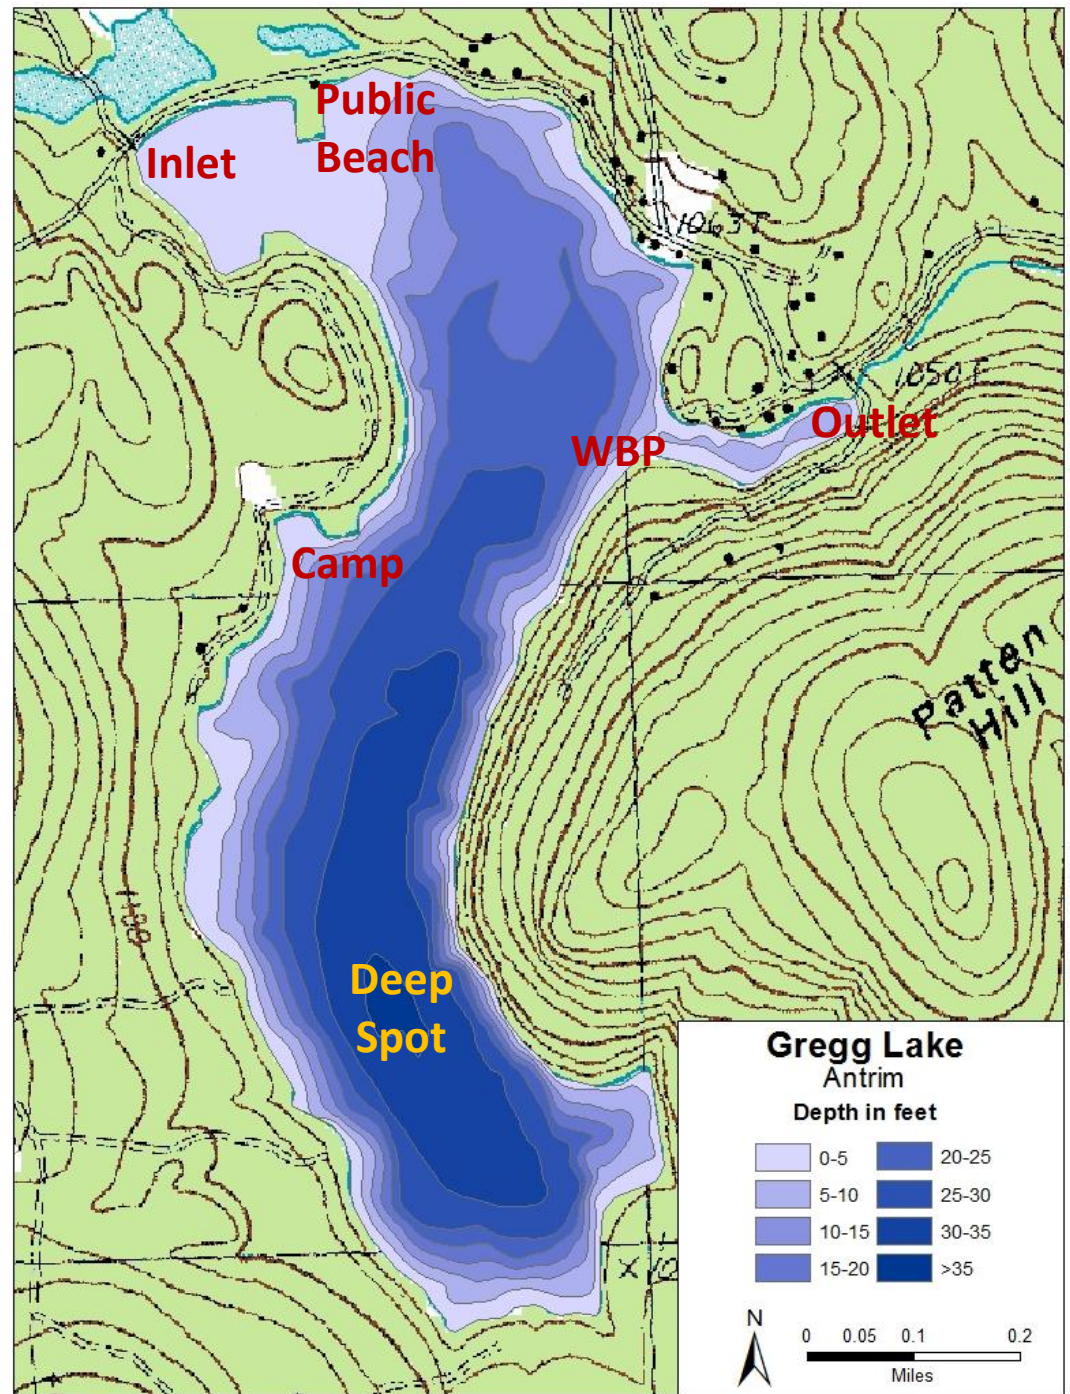 Public
Beach
Inlet
1063T
1050T
Outlet
WBP
Camp
Patten
Hill
1100
Deep
Spot
Gregg Lake
Antrim
Depth in feet
0-5
20-25
5-10
25-30
10-15
30-35
15-20
>35
N
0 0.05 0.1 0.2
Miles